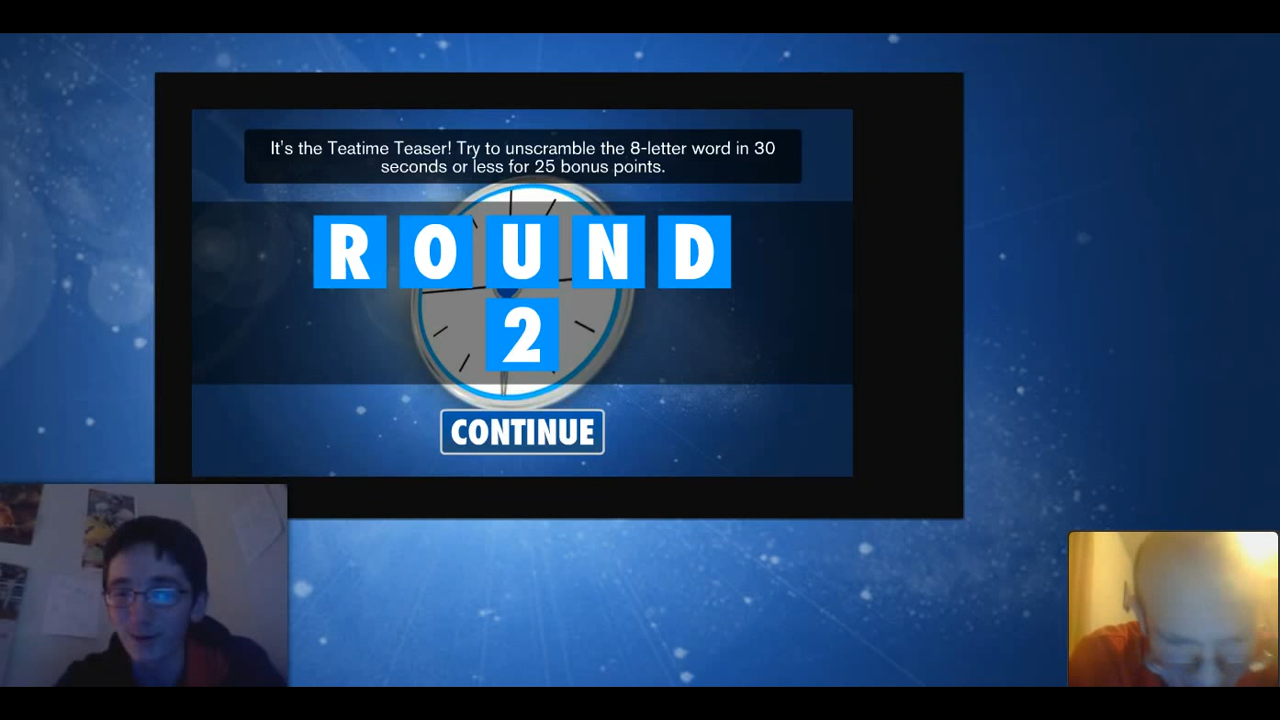 It's the Teatime Teaser! Try to unscramble the 8-letter word in 30
seconds or less for 25 bonus points.
ROUND
2
CONTINUE